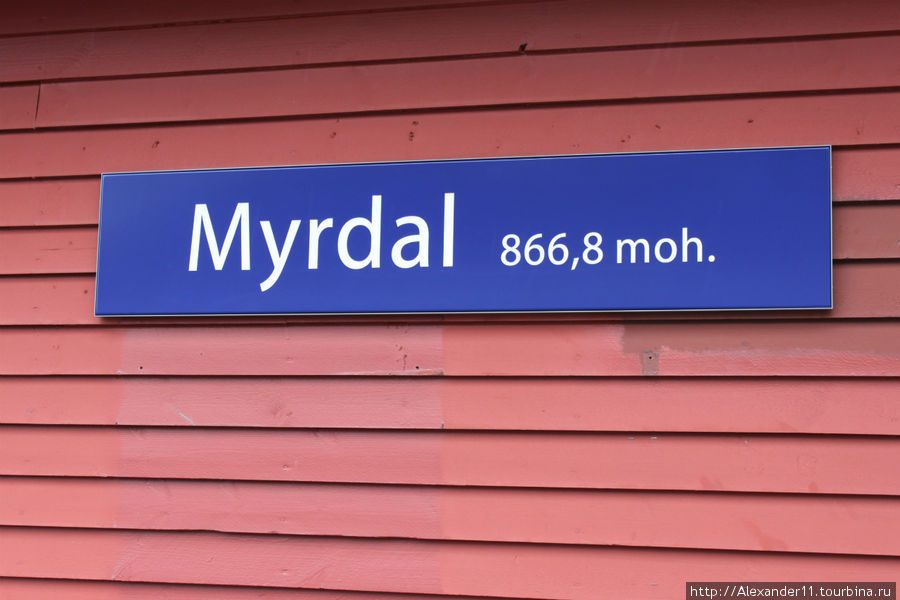 Myrdal 866,8 moh.
http://Alexander11.tourbina.ru